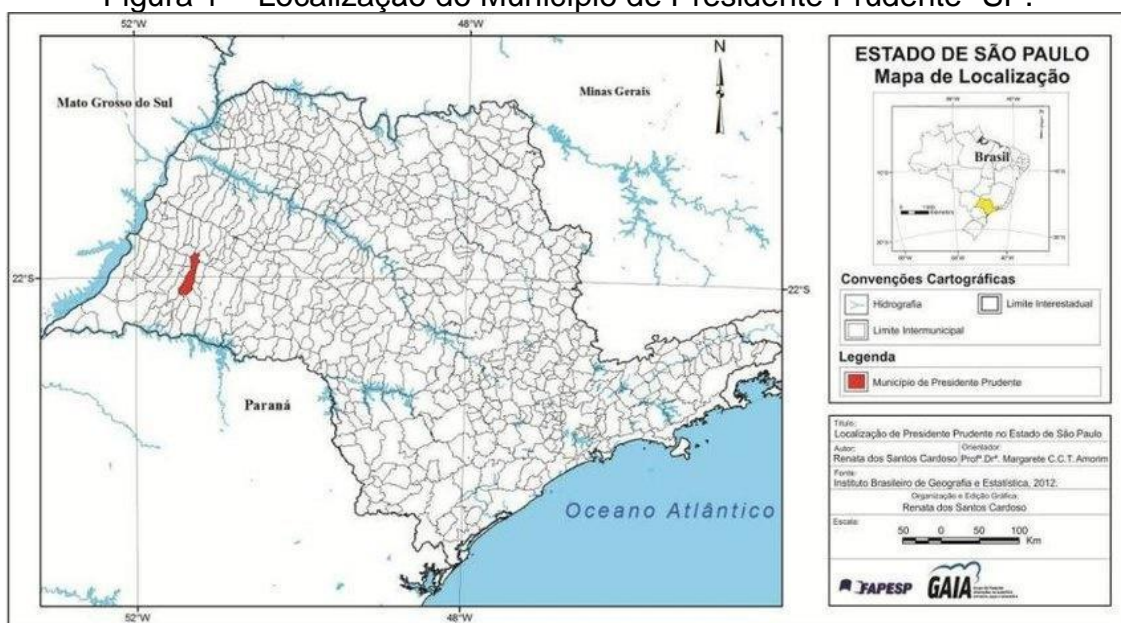 Figura 1 – Localização do Município de Presidente Prudente -SP.
52°W
48°W
N
Mato Grosso do Sul
Minas Gerais
22°S
22°S
Paraná
Oceano Atlântico
52°W
48°W
ESTADO DE SÃO PAULO
Mapa de Localização
Brasil
Convenções Cartográficas
Hidrografia
Limite Interestadual
Limite Intermunicipal
Legenda
Município de Presidente Prudente
Título:
Localização de Presidente Prudente no Estado de São Paulo
Autor:
Renata dos Santos Cardoso
Orientador:
Profª.Drª. Margarete C.C.T. Amorim
Fonte:
Instituto Brasileiro de Geografia e Estatística, 2012.
Organização e Edição Gráfica:
Renata dos Santos Cardoso
Escala:
50 0 50 100
Km
FAPESP
GAIA